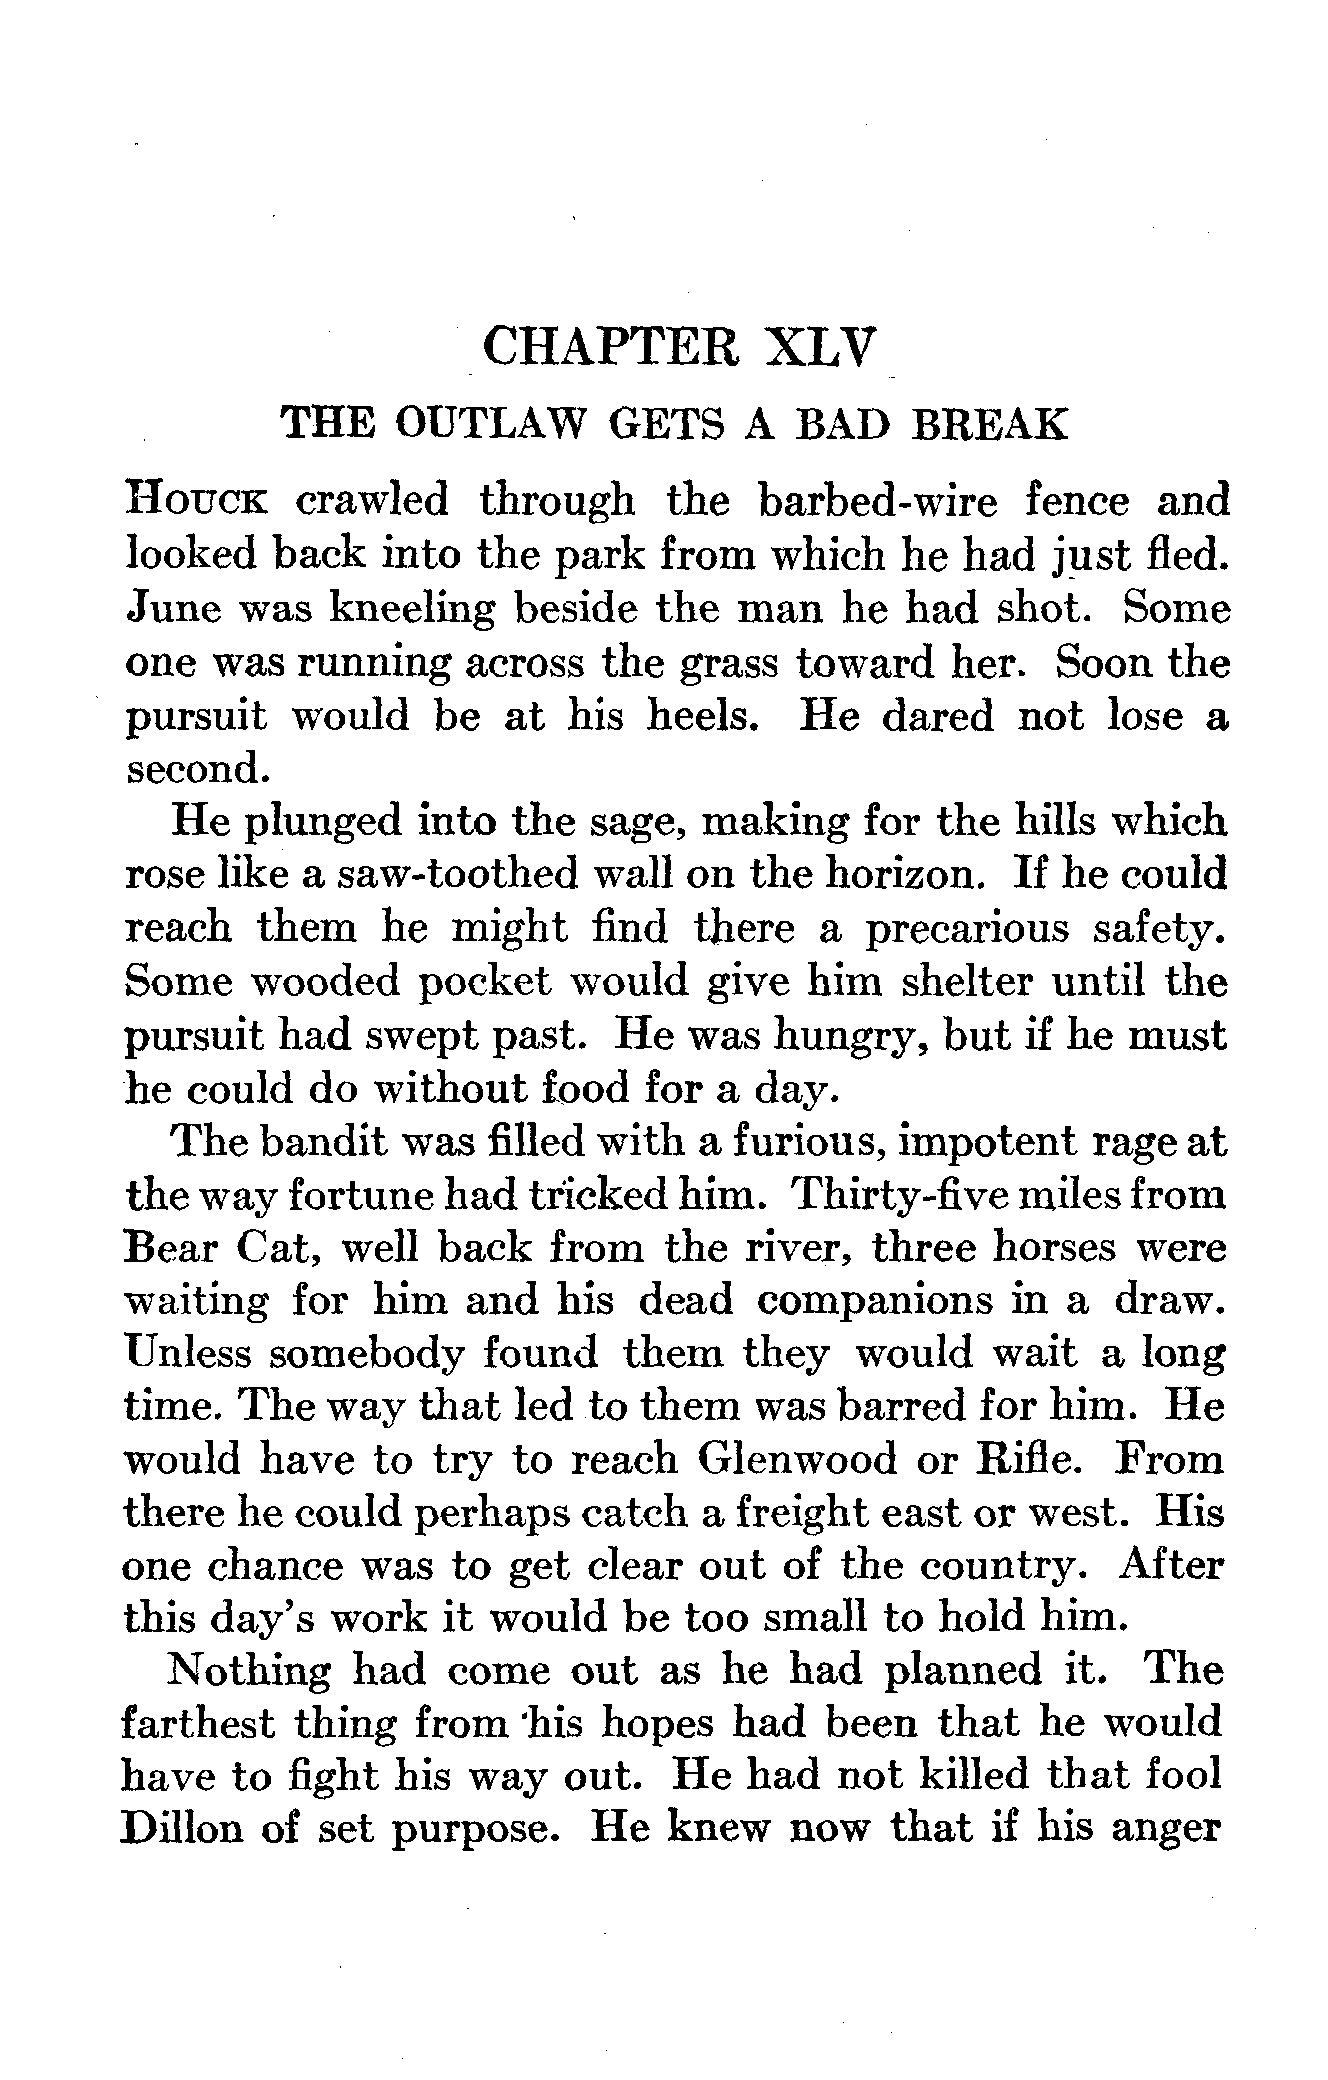 CHAPTER XLV
THE OUTLAW GETS A BAD BREAK
HOUCK crawled through the barbed-wire fence and
looked back into the park from which he had just fled.
June was kneeling beside the man he had shot. Some
one was running across the grass toward her. Soon the
pursuit would be at his heels. He dared not lose a
second.
He plunged into the sage, making for the hills which
rose like a saw-toothed wall on the horizon. If he could
reach them he might find there a precarious safety.
Some wooded pocket would give him shelter until the
pursuit had swept past. He was hungry, but if he must
he could do without food for a day.
The bandit was filled with a furious, impotent rage at
the way fortune had tricked him. Thirty-five miles from
Bear Cat, well back from the river, three horses were
waiting for him and his dead companions in a draw.
Unless somebody found them they would wait a long
time. The way that led to them was barred for him. He
would have to try to reach Glenwood or Rifle. From
there he could perhaps catch a freight east or west. His
one chance was to get clear out of the country. After
this day's work it would be too small to hold him.
Nothing had come out as he had planned it. The
farthest thing from his hopes had been that he would
have to fight his way out. He had not killed that fool
Dillon of set purpose. He knew now that if his anger